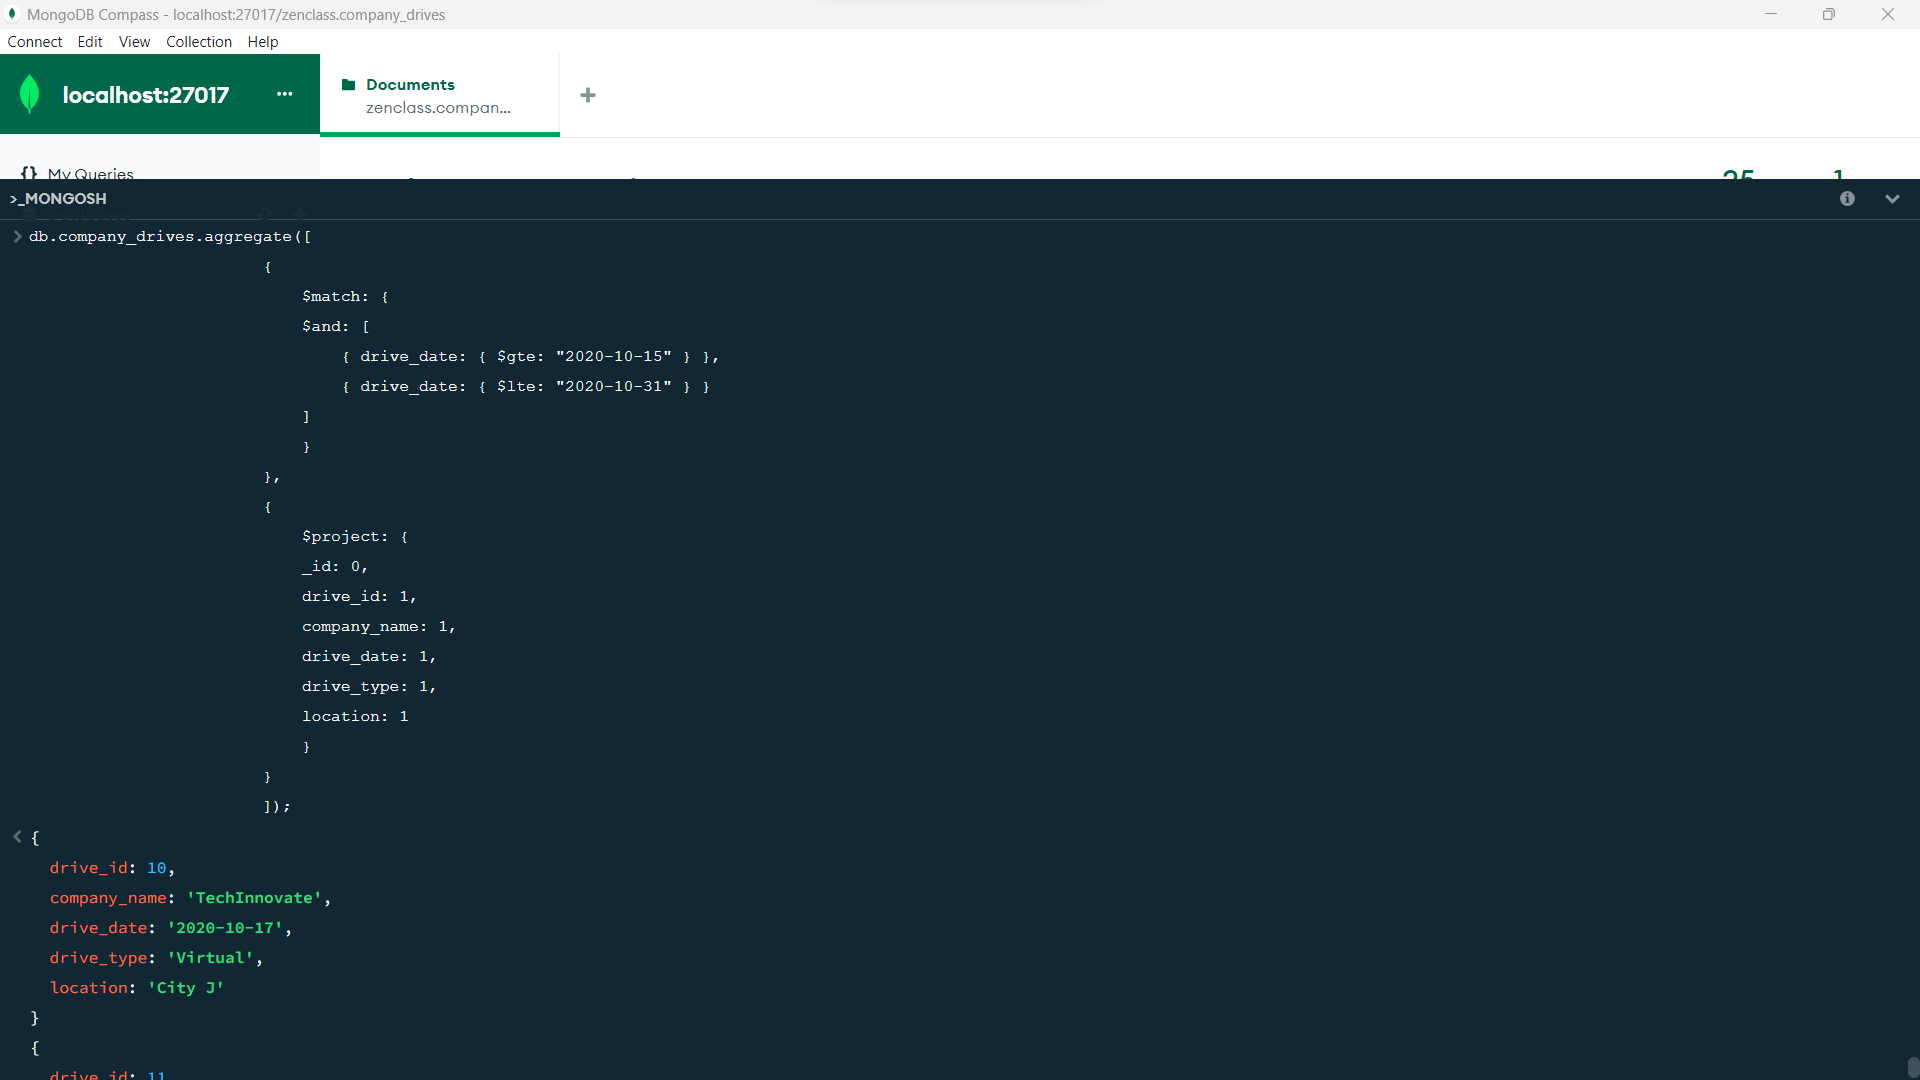 MongoDB Compass - localhost:27017/zenclass.company_drives
Connect Edit View Collection Help
localhost:27017 ...
Documents
zenclass.compan...
{} My Queries
25 1
>_MONGOSH
db.company_drives.aggregate([
{
$match: {
$and: [
{ drive_date: { $gte: "2020-10-15" } },
{ drive_date: { $lte: "2020-10-31" } }
]
}
},
{
$project: {
_id: 0,
drive_id: 1,
company_name: 1,
drive_date: 1,
drive_type: 1,
location: 1
}
}
]);
{
drive_id: 10,
company_name: 'TechInnovate',
drive_date: '2020-10-17',
drive_type: 'Virtual',
location: 'City J'
}
{
drive_id: 11